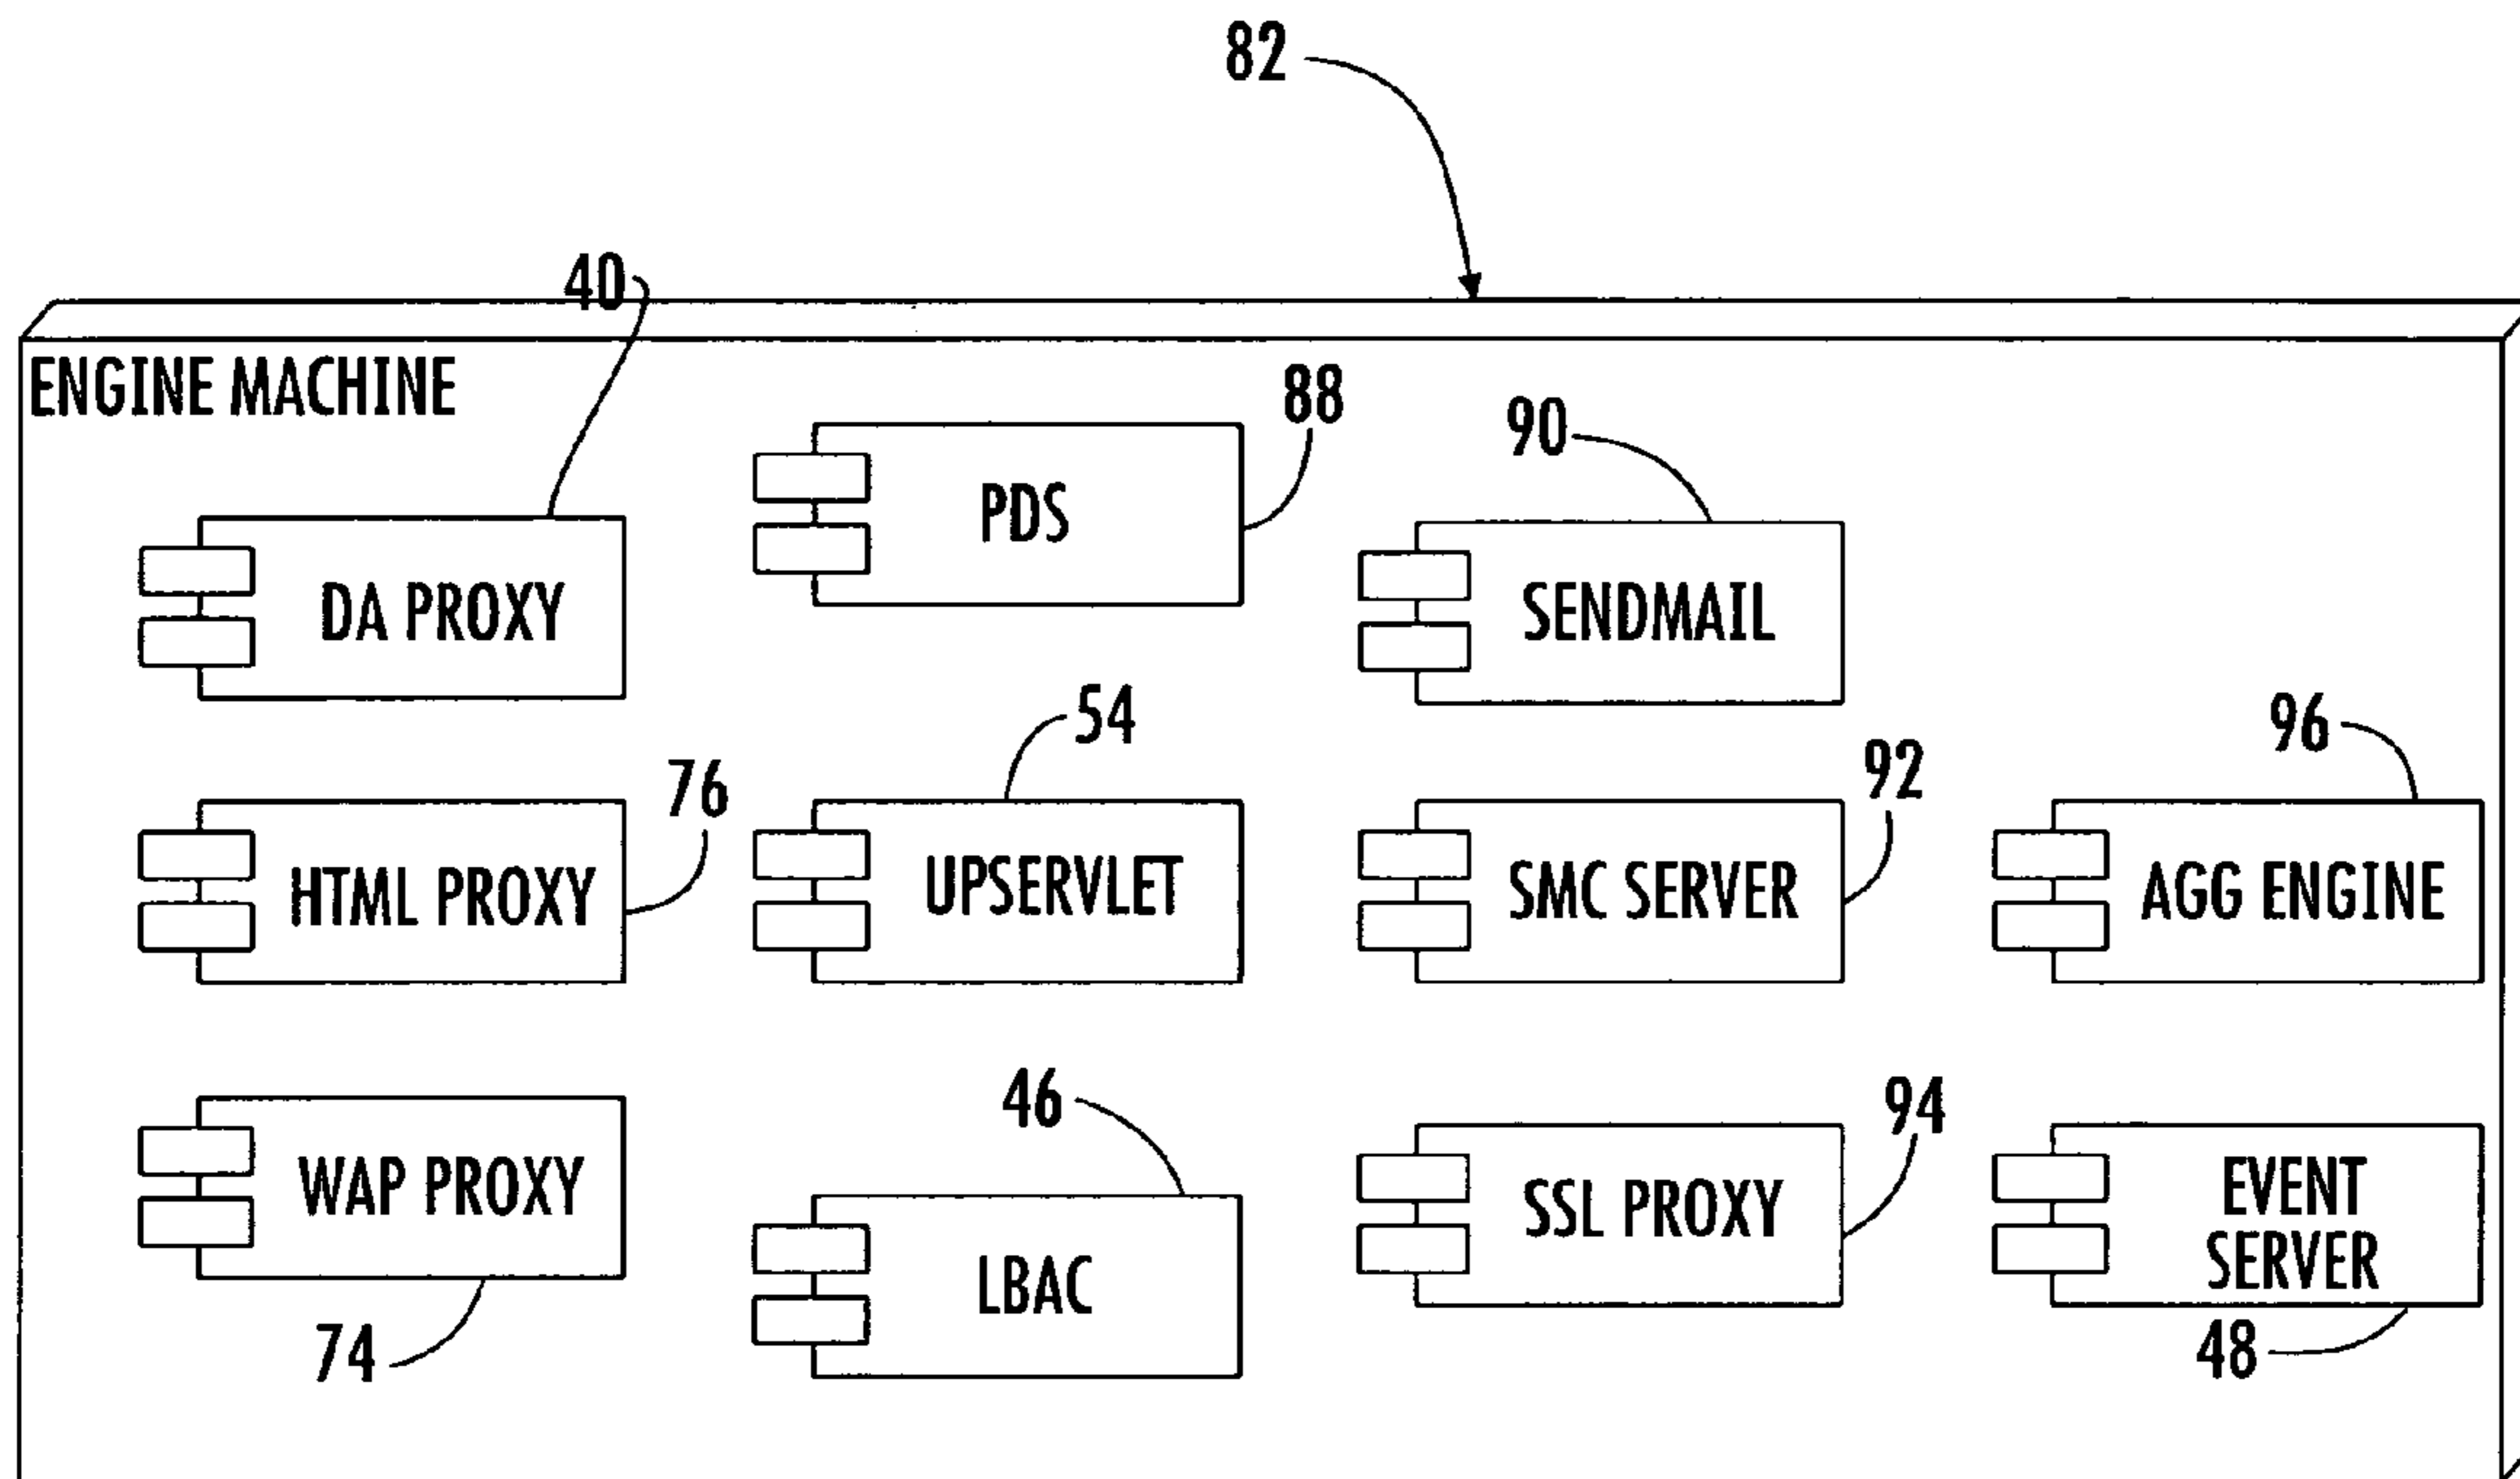 82
40
ENGINE MACHINE
88
90
PDS
DA PROXY
SENDMAIL
54
96
76
92
HTML PROXY
UPSERVLET
SMC SERVER
AGG ENGINE
46
94
WAP PROXY
SSL PROXY
EVENT
SERVER
LBAC
74
48